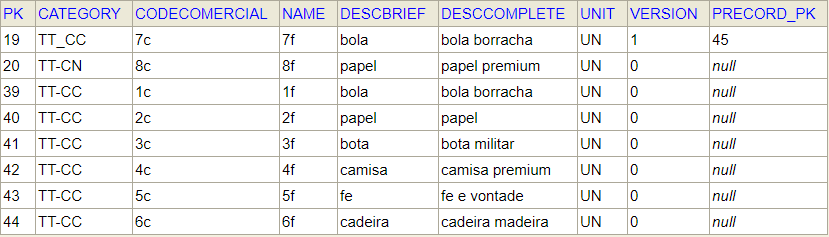 PK CATEGORY CODECOMERCIAL NAME DESCBRIEF DESCCOMPLETE UNIT VERSION PRECORD_PK
19 TT_CC 7c 7f bola bola borracha UN 1 45
20 TT-CN 8c 8f papel papel premium UN 0 null
39 TT-CC 1c 1f bola bola borracha UN 0 null
40 TT-CC 2c 2f papel papel UN 0 null
41 TT-CC 3c 3f bota bota militar UN 0 null
42 TT-CC 4c 4f camisa camisa premium UN 0 null
43 TT-CC 5c 5f fe fe e vontade UN 0 null
44 TT-CC 6c 6f cadeira cadeira madeira UN 0 null